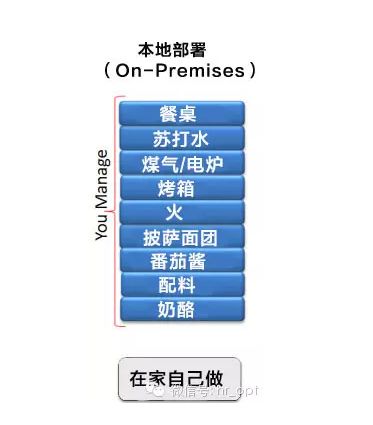 本地部署
（On-Premises）
You Manage
餐桌
苏打水
煤气/电炉
烤箱
火
披萨面团
番茄酱
配料
奶酪
在家自己做
微信号: hr_ppt